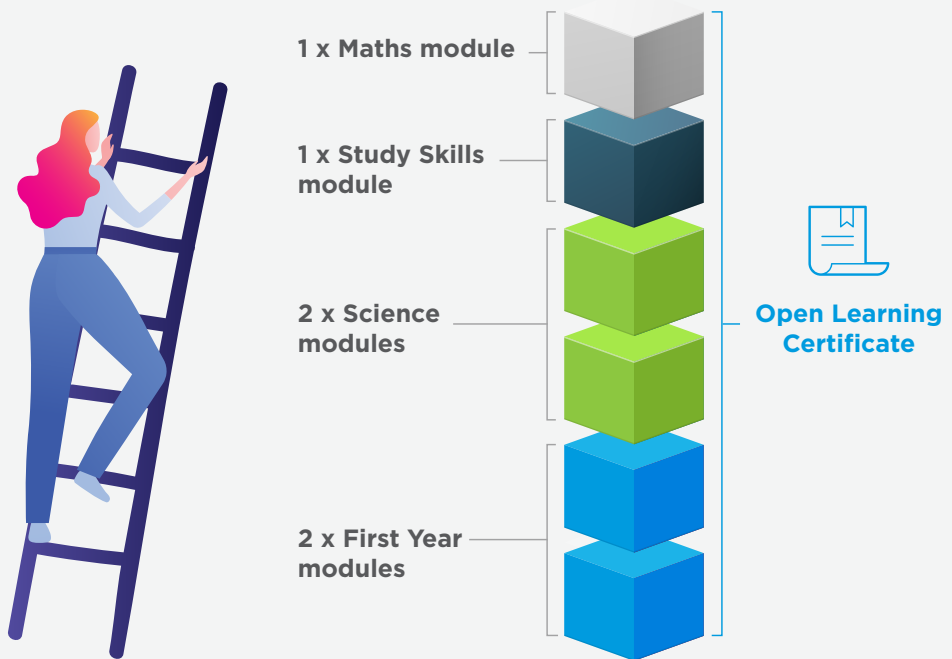 1 x Maths module
1 x Study Skills
module
2 x Science
modules
2 x First Year
modules
Open Learning
Certificate